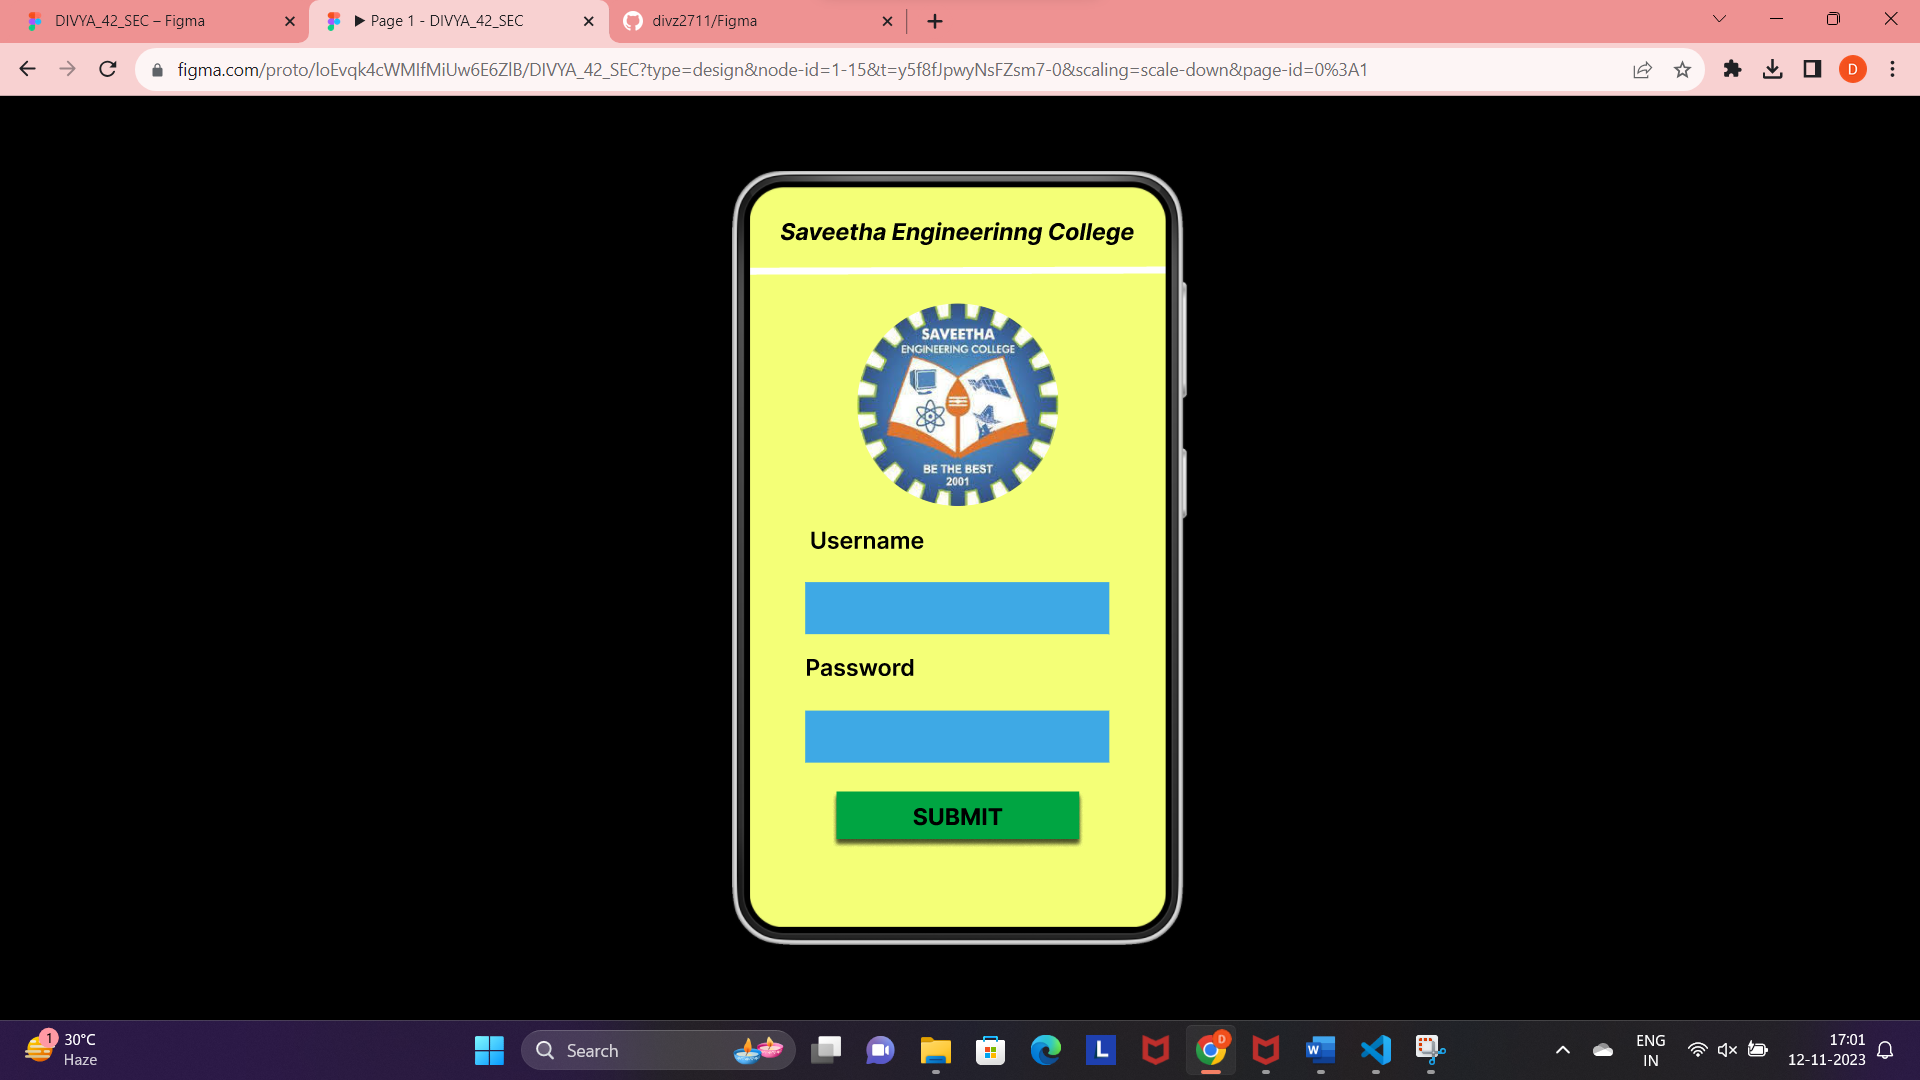 DIVYA_42_SEC – Figma
▶ Page 1 - DIVYA_42_SEC
divz2711/Figma
figma.com/proto/loEvqk4cWMIfMiUw6E6ZlB/DIVYA_42_SEC?type=design&node-id=1-15&t=y5f8fJpwyNsFZsm7-0&scaling=scale-down&page-id=0%3A1
D
Saveetha Engineerinng College
SAVEETHA
ENGINEERING COLLEGE
BE THE BEST
2001
Username
Password
SUBMIT
1
30°C
Haze
Search
L
D
W
ENG
IN
17:01
12-11-2023